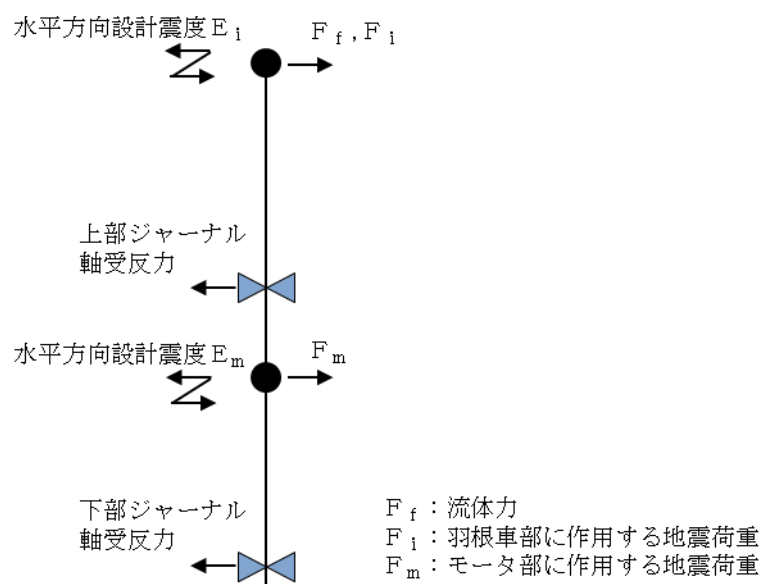 水平方向設計震度Ei
Ff,Fi
上部ジャーナル
軸受反力
水平方向設計震度Em
Fm
下部ジャーナル
軸受反力
Ff:流体力
Fi:羽根車部に作用する地震荷重
Fm:モータ部に作用する地震荷重